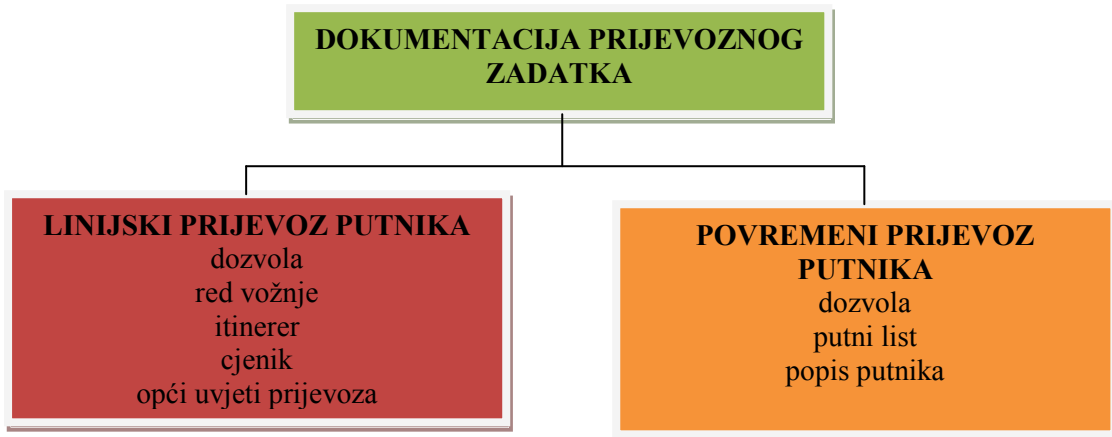 DOKUMENTACIJA PRIJEVOZNOG
ZADATKA
LINIJSKI PRIJEVOZ PUTNIKA
dozvola
red vožnje
itinerer
cjenik
opći uvjeti prijevoza
POVREMENI PRIJEVOZ
PUTNIKA
dozvola
putni list
popis putnika